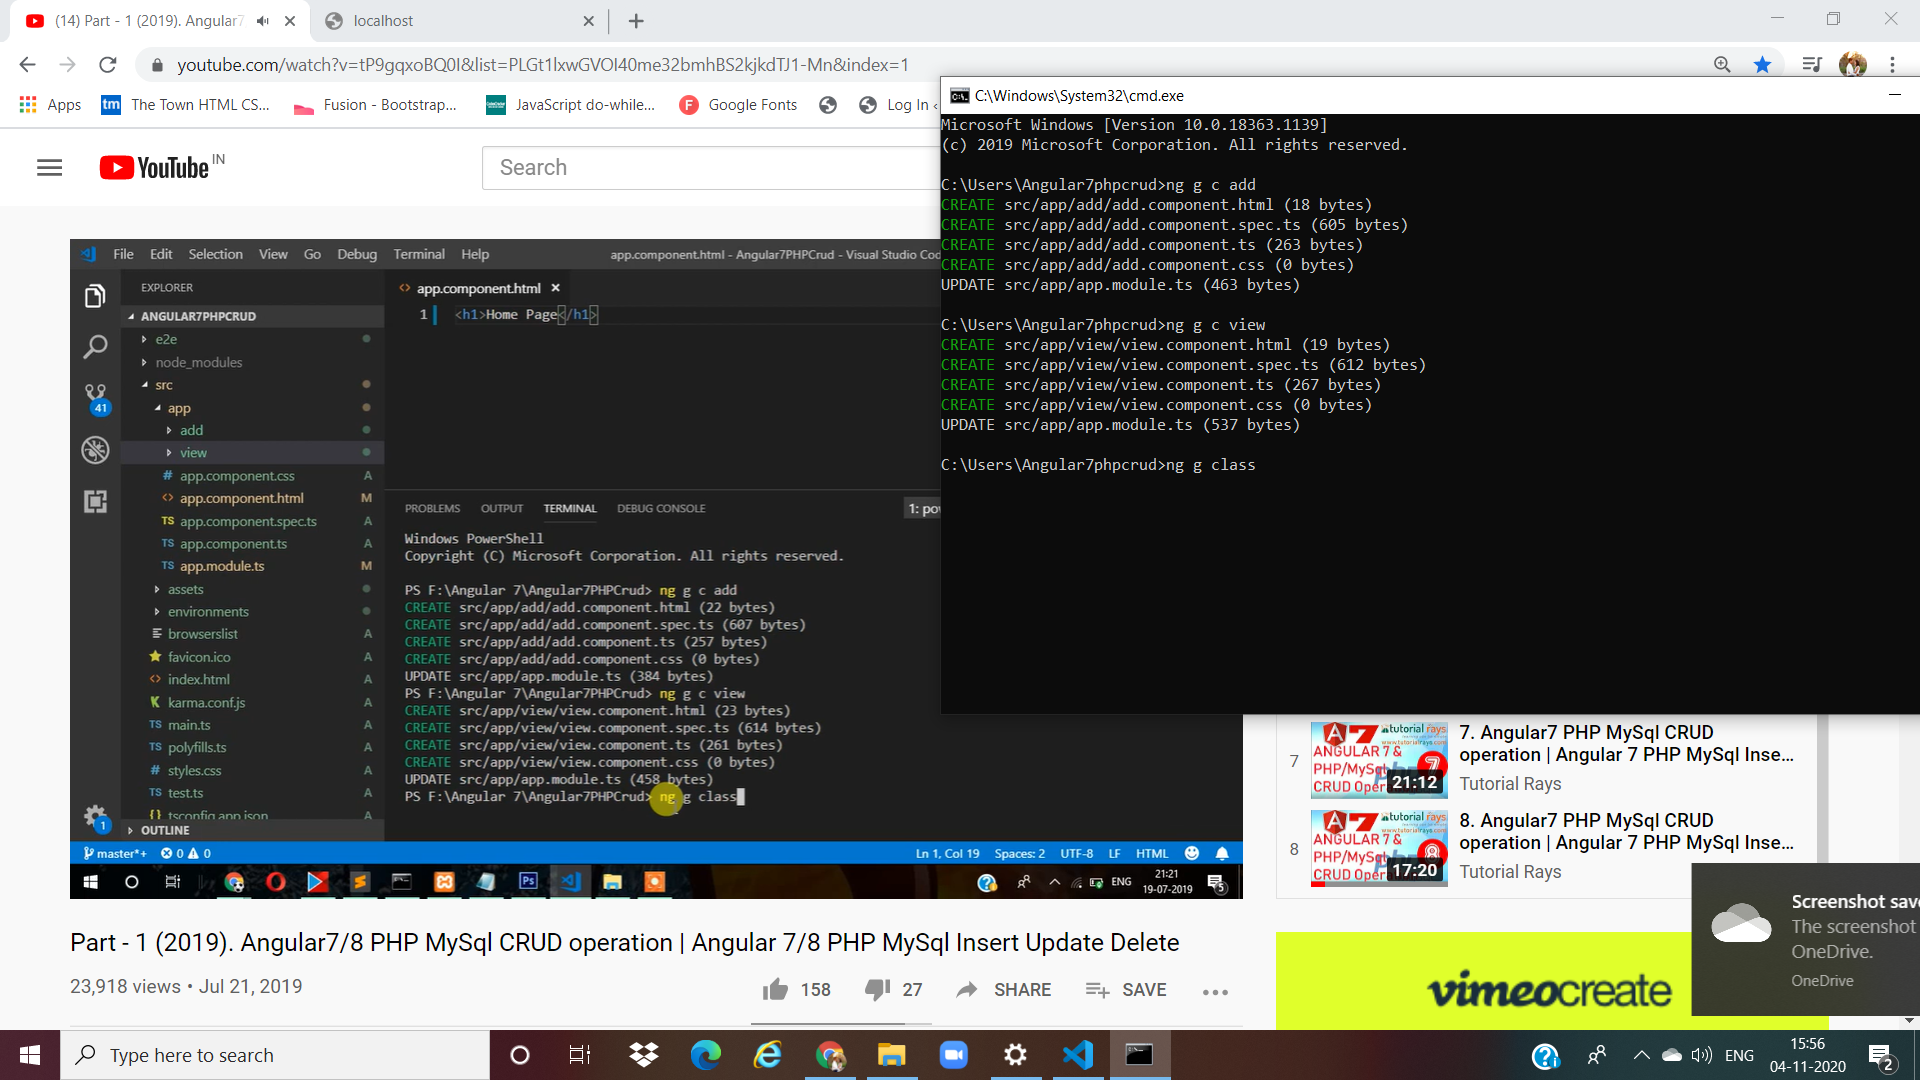 (14) Part - 1 (2019). Angular7
localhost
youtube.com/watch?v=tP9gqxoBQ0I&list=PLGt1lxwGVOI40me32bmhBS2kjkdTJ1-Mn&index=1
Apps
tm The Town HTML CS...
Fusion - Bootstrap...
JavaScript do-while...
F Google Fonts
Log In ‹
YouTube IN
Search
C:\Windows\System32\cmd.exe
Microsoft Windows [Version 10.0.18363.1139]
(c) 2019 Microsoft Corporation. All rights reserved.
C:\Users\Angular7phpcrud>ng g c add
CREATE src/app/add/add.component.html (18 bytes)
CREATE src/app/add/add.component.spec.ts (605 bytes)
CREATE src/app/add/add.component.ts (263 bytes)
CREATE src/app/add/add.component.css (0 bytes)
UPDATE src/app/app.module.ts (463 bytes)
C:\Users\Angular7phpcrud>ng g c view
CREATE src/app/view/view.component.html (19 bytes)
CREATE src/app/view/view.component.spec.ts (612 bytes)
CREATE src/app/view/view.component.ts (267 bytes)
CREATE src/app/view/view.component.css (0 bytes)
UPDATE src/app/app.module.ts (537 bytes)
C:\Users\Angular7phpcrud>ng g class
File Edit Selection View Go Debug Terminal Help
app.component.html - Angular7PHPCrud - Visual Studio Cod
EXPLORER
ANGULAR7PHPCRUD
e2e
node_modules
src
app
add
view
# app.component.css A
<> app.component.html M
TS app.component.spec.ts A
TS app.component.ts A
TS app.module.ts M
assets
environments
browserslist A
favicon.ico A
<> index.html A
K karma.conf.js A
TS main.ts A
TS polyfills.ts A
# styles.css A
TS test.ts A
{} tsconfig.app.json A
OUTLINE
41
1
<> app.component.html
1 <h1>Home Page</h1>
PROBLEMS OUTPUT TERMINAL DEBUG CONSOLE
1: pow
Windows PowerShell
Copyright (C) Microsoft Corporation. All rights reserved.
PS F:\Angular 7\Angular7PHPCrud> ng g c add
CREATE src/app/add/add.component.html (22 bytes)
CREATE src/app/add/add.component.spec.ts (607 bytes)
CREATE src/app/add/add.component.ts (257 bytes)
CREATE src/app/add/add.component.css (0 bytes)
UPDATE src/app/app.module.ts (384 bytes)
PS F:\Angular 7\Angular7PHPCrud> ng g c view
CREATE src/app/view/view.component.html (23 bytes)
CREATE src/app/view/view.component.spec.ts (614 bytes)
CREATE src/app/view/view.component.ts (261 bytes)
CREATE src/app/view/view.component.css (0 bytes)
UPDATE src/app/app.module.ts (458 bytes)
PS F:\Angular 7\Angular7PHPCrud> ng g class
master*+ 0 0
Ln 1, Col 19 Spaces: 2 UTF-8 LF HTML
Ps
ENG
21:21
19-07-2019
5
Part - 1 (2019). Angular7/8 PHP MySql CRUD operation | Angular 7/8 PHP MySql Insert Update Delete
23,918 views • Jul 21, 2019
158
27
SHARE
SAVE
7
7. Angular7 PHP MySql CRUD
operation | Angular 7 PHP MySql Inse...
Tutorial Rays
21:12
8
8. Angular7 PHP MySql CRUD
operation | Angular 7 PHP MySql Inse...
Tutorial Rays
17:20
vimeocreate
Screenshot save
The screenshot
OneDrive.
OneDrive
Type here to search
ENG
15:56
04-11-2020
2